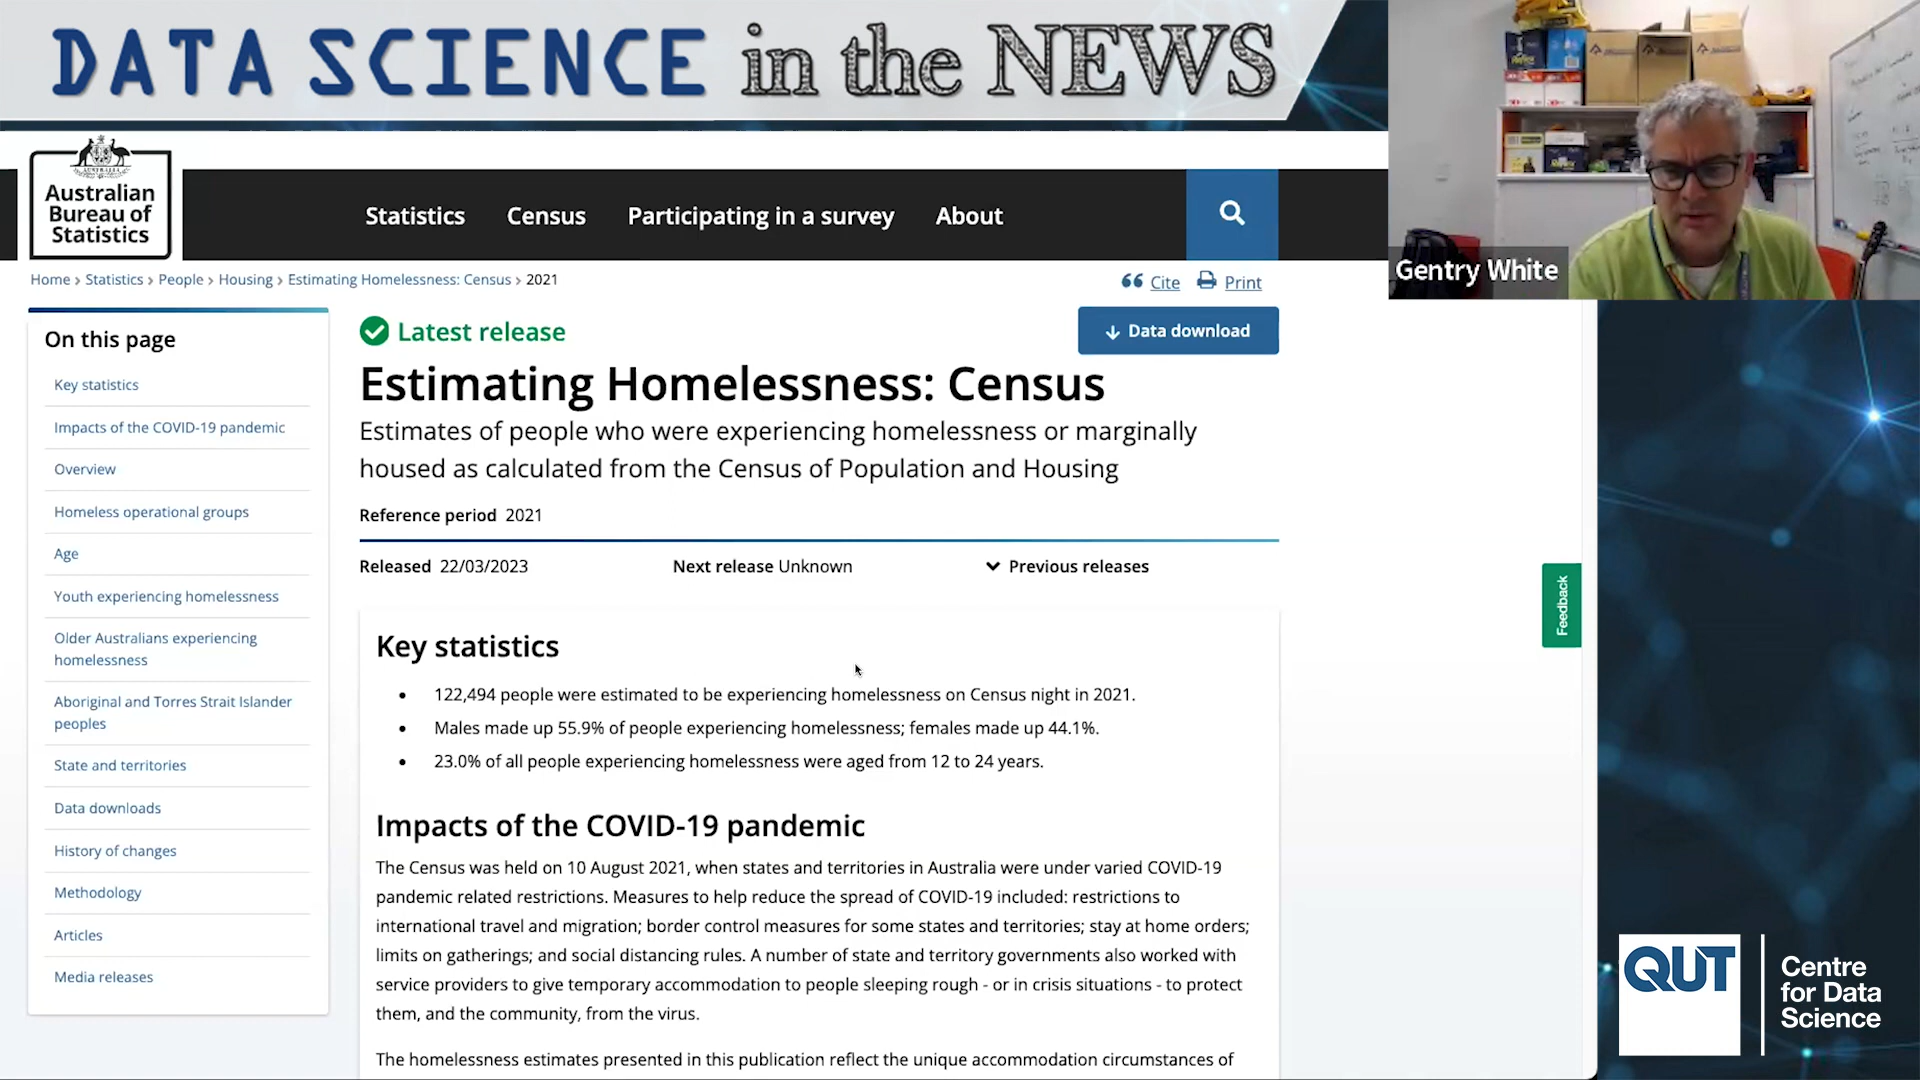 DATA SCIENCE in the NEWS
Gentry White
Australian
Bureau of
Statistics
Statistics Census Participating in a survey About
Home > Statistics > People > Housing > Estimating Homelessness: Census > 2021
Cite Print
On this page
Key statistics
Impacts of the COVID-19 pandemic
Overview
Homeless operational groups
Age
Youth experiencing homelessness
Older Australians experiencing
homelessness
Aboriginal and Torres Strait Islander
peoples
State and territories
Data downloads
History of changes
Methodology
Articles
Media releases
Latest release
Data download
Estimating Homelessness: Census
Estimates of people who were experiencing homelessness or marginally
housed as calculated from the Census of Population and Housing
Reference period 2021
Released 22/03/2023 Next release Unknown Previous releases
Key statistics
• 122,494 people were estimated to be experiencing homelessness on Census night in 2021.
• Males made up 55.9% of people experiencing homelessness; females made up 44.1%.
• 23.0% of all people experiencing homelessness were aged from 12 to 24 years.
Impacts of the COVID-19 pandemic
The Census was held on 10 August 2021, when states and territories in Australia were under varied COVID-19
pandemic related restrictions. Measures to help reduce the spread of COVID-19 included: restrictions to
international travel and migration; border control measures for some states and territories; stay at home orders;
limits on gatherings; and social distancing rules. A number of state and territory governments also worked with
service providers to give temporary accommodation to people sleeping rough - or in crisis situations - to protect
them, and the community, from the virus.
The homelessness estimates presented in this publication reflect the unique accommodation circumstances of
Feedback
QUT
Centre
for Data
Science